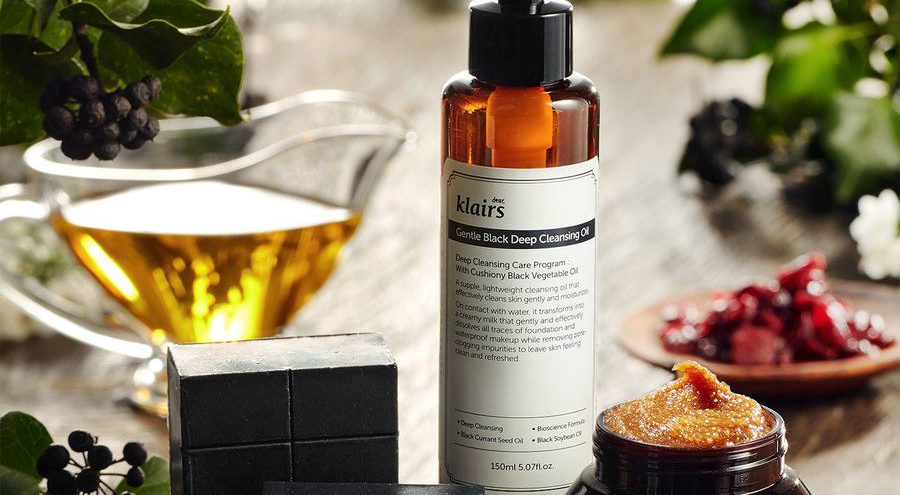 dear,
klairs
Gentle Black Deep Cleansing Oil
Deep Cleansing Care Program :
With Cushiony Black Vegetable Oil
A supple, lightweight cleansing oil that
effectively cleans skin gently and moisturizes
On contact with water, it transforms into
a creamy milk that gently and effectively
dissolves all traces of foundation and
waterproof makeup while removing pore-
clogging impurities to leave skin feeling
clean and refreshed.
• Deep Cleansing • Bioscience Formula
• Black Currant Seed Oil • Black Soybean Oil
150ml 5.07fl.oz.